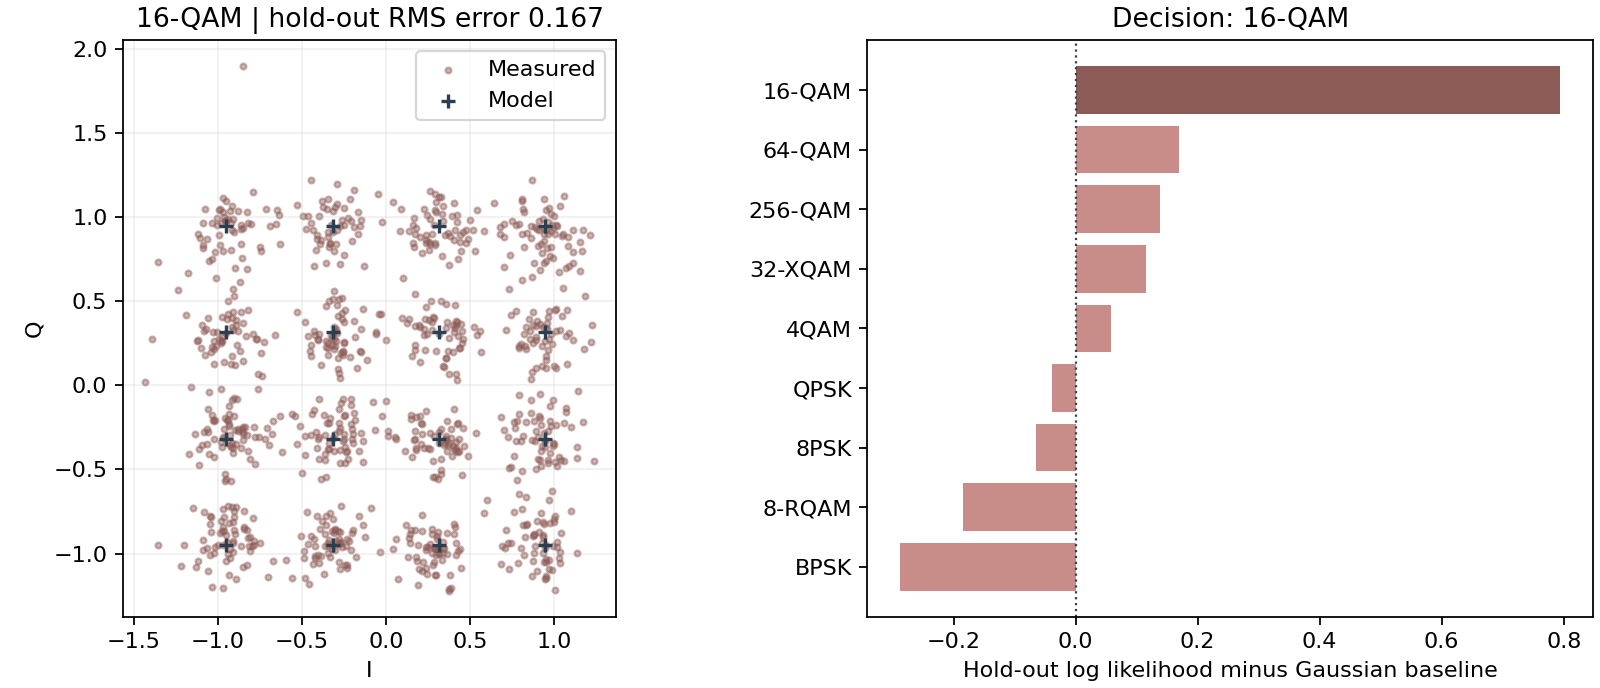 16-QAM | hold-out RMS error 0.167
Measured
Model
2.0
1.5
1.0
0.5
0.0
−0.5
−1.0
Q
−1.5
−1.0
−0.5
0.0
0.5
1.0
I
Decision: 16-QAM
16-QAM
64-QAM
256-QAM
32-XQAM
4QAM
QPSK
8PSK
8-RQAM
BPSK
−0.2
0.0
0.2
0.4
0.6
0.8
Hold-out log likelihood minus Gaussian baseline